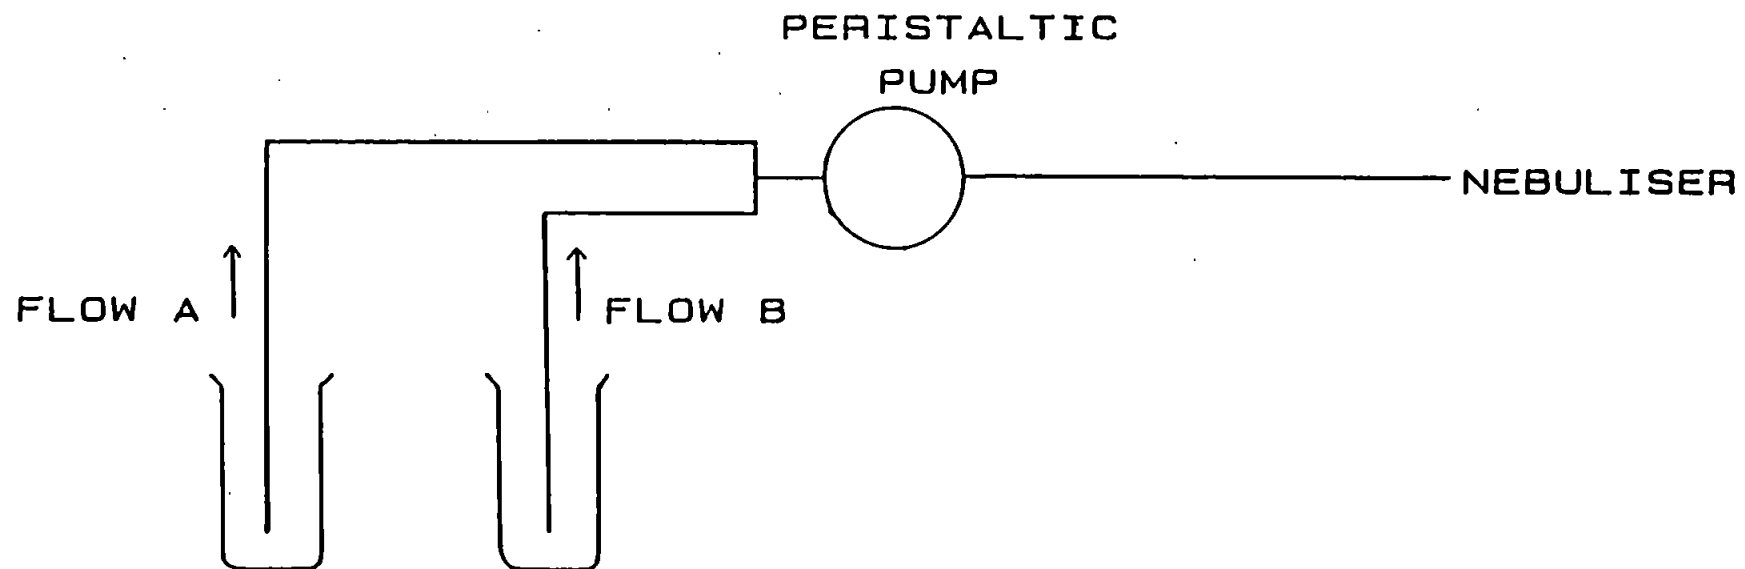 PERISTALTIC
PUMP
NEBULISER
FLOW A
FLOW B